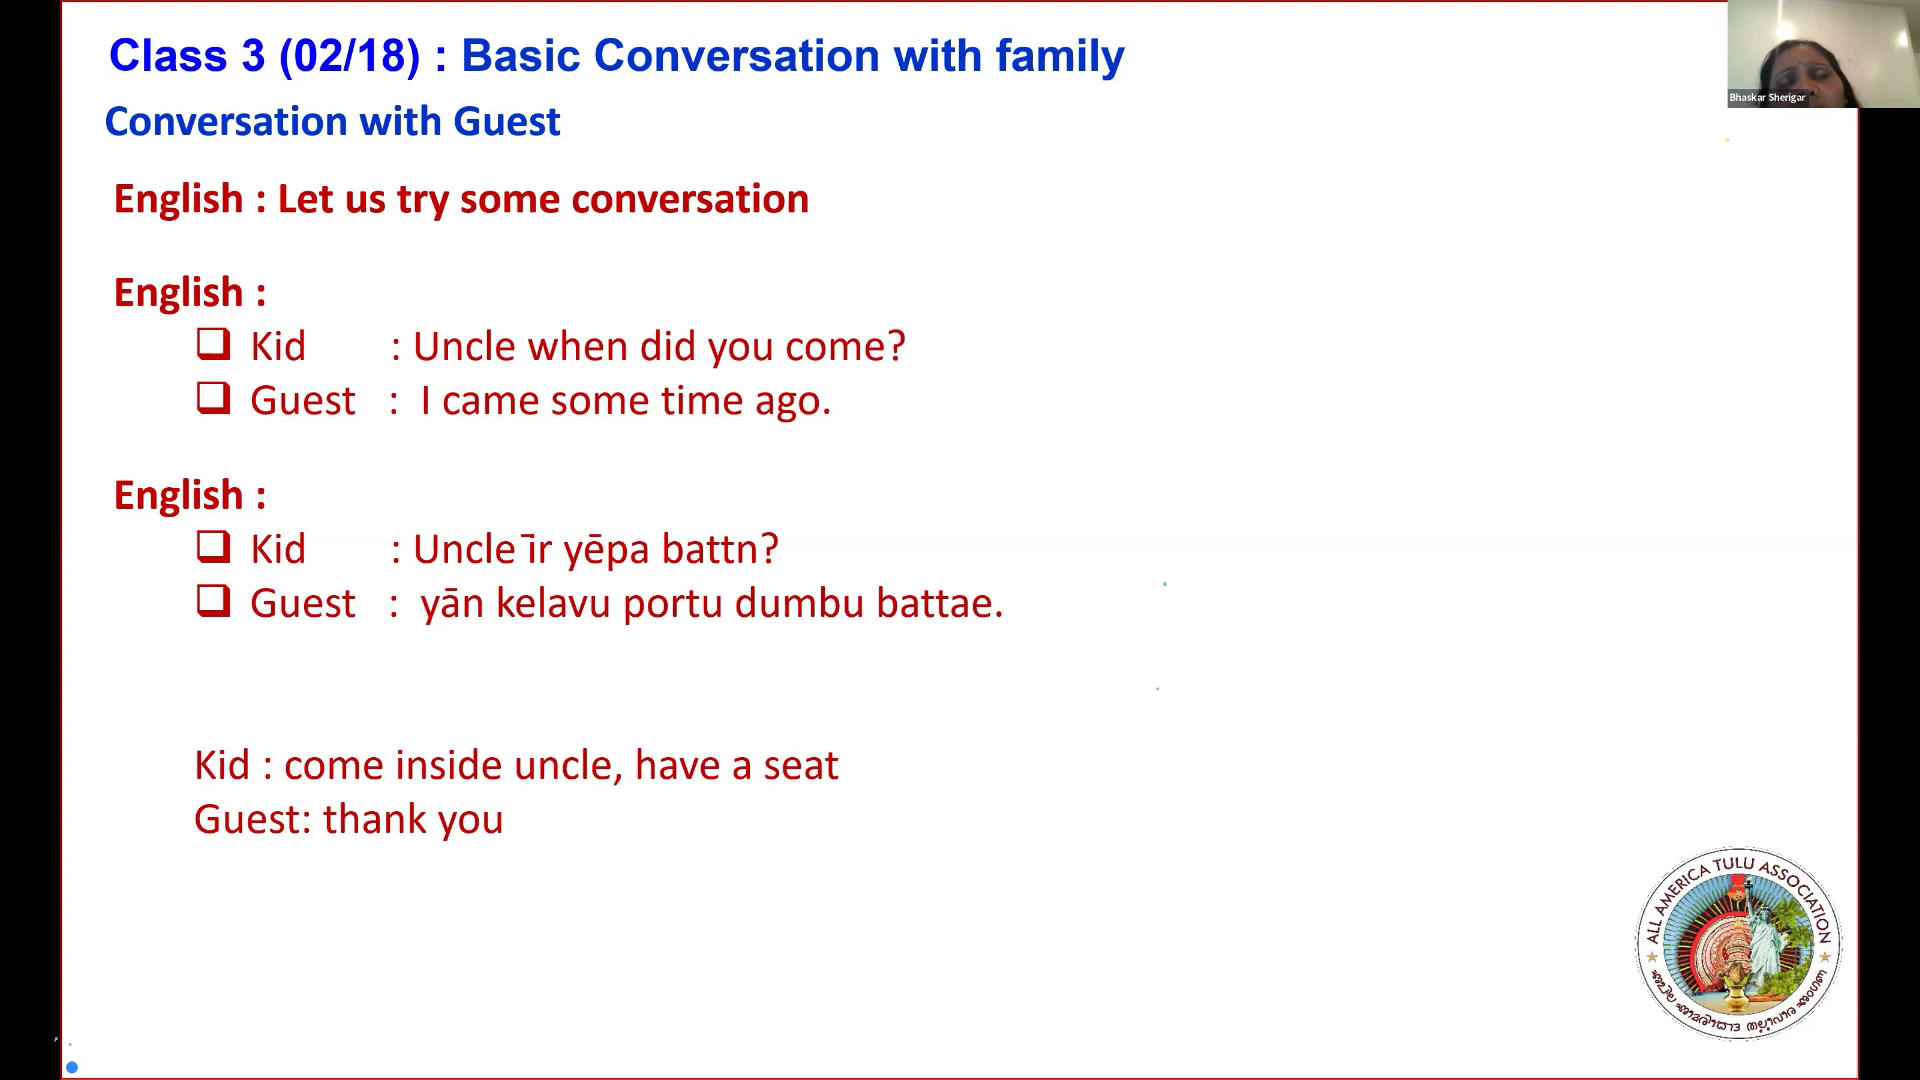 Class 3 (02/18) : Basic Conversation with family
Bhaskar Sherigar
Conversation with Guest
English : Let us try some conversation
English :
❑ Kid : Uncle when did you come?
❑ Guest : I came some time ago.
English :
❑ Kid : Uncle īr yēpa battn?
❑ Guest : yān kelavu portu dumbu battae.
Kid : come inside uncle, have a seat
Guest: thank you
ALL AMERICA TULU ASSOCIATION